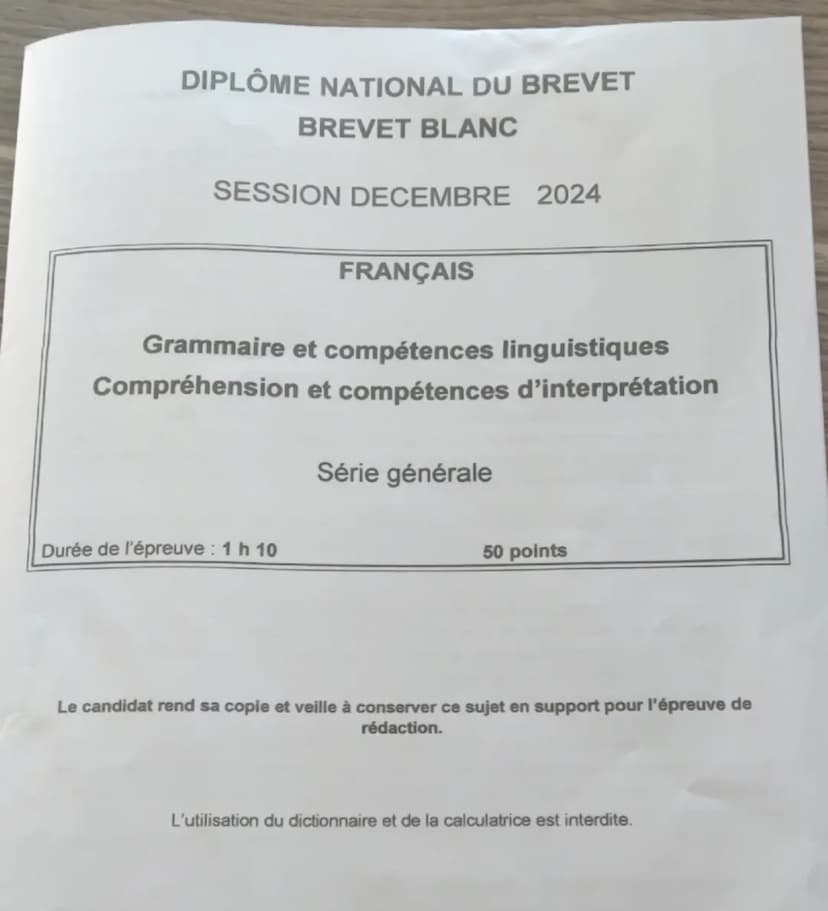 DIPLÔME NATIONAL DU BREVET
BREVET BLANC
SESSION DECEMBRE 2024
FRANÇAIS
Grammaire et compétences linguistiques
Compréhension et compétences d'interprétation
Série générale
Durée de l'épreuve : 1 h 10 50 points
Le candidat rend sa copie et veille à conserver ce sujet en support pour l'épreuve de
rédaction.
L'utilisation du dictionnaire et de la calculatrice est interdite.